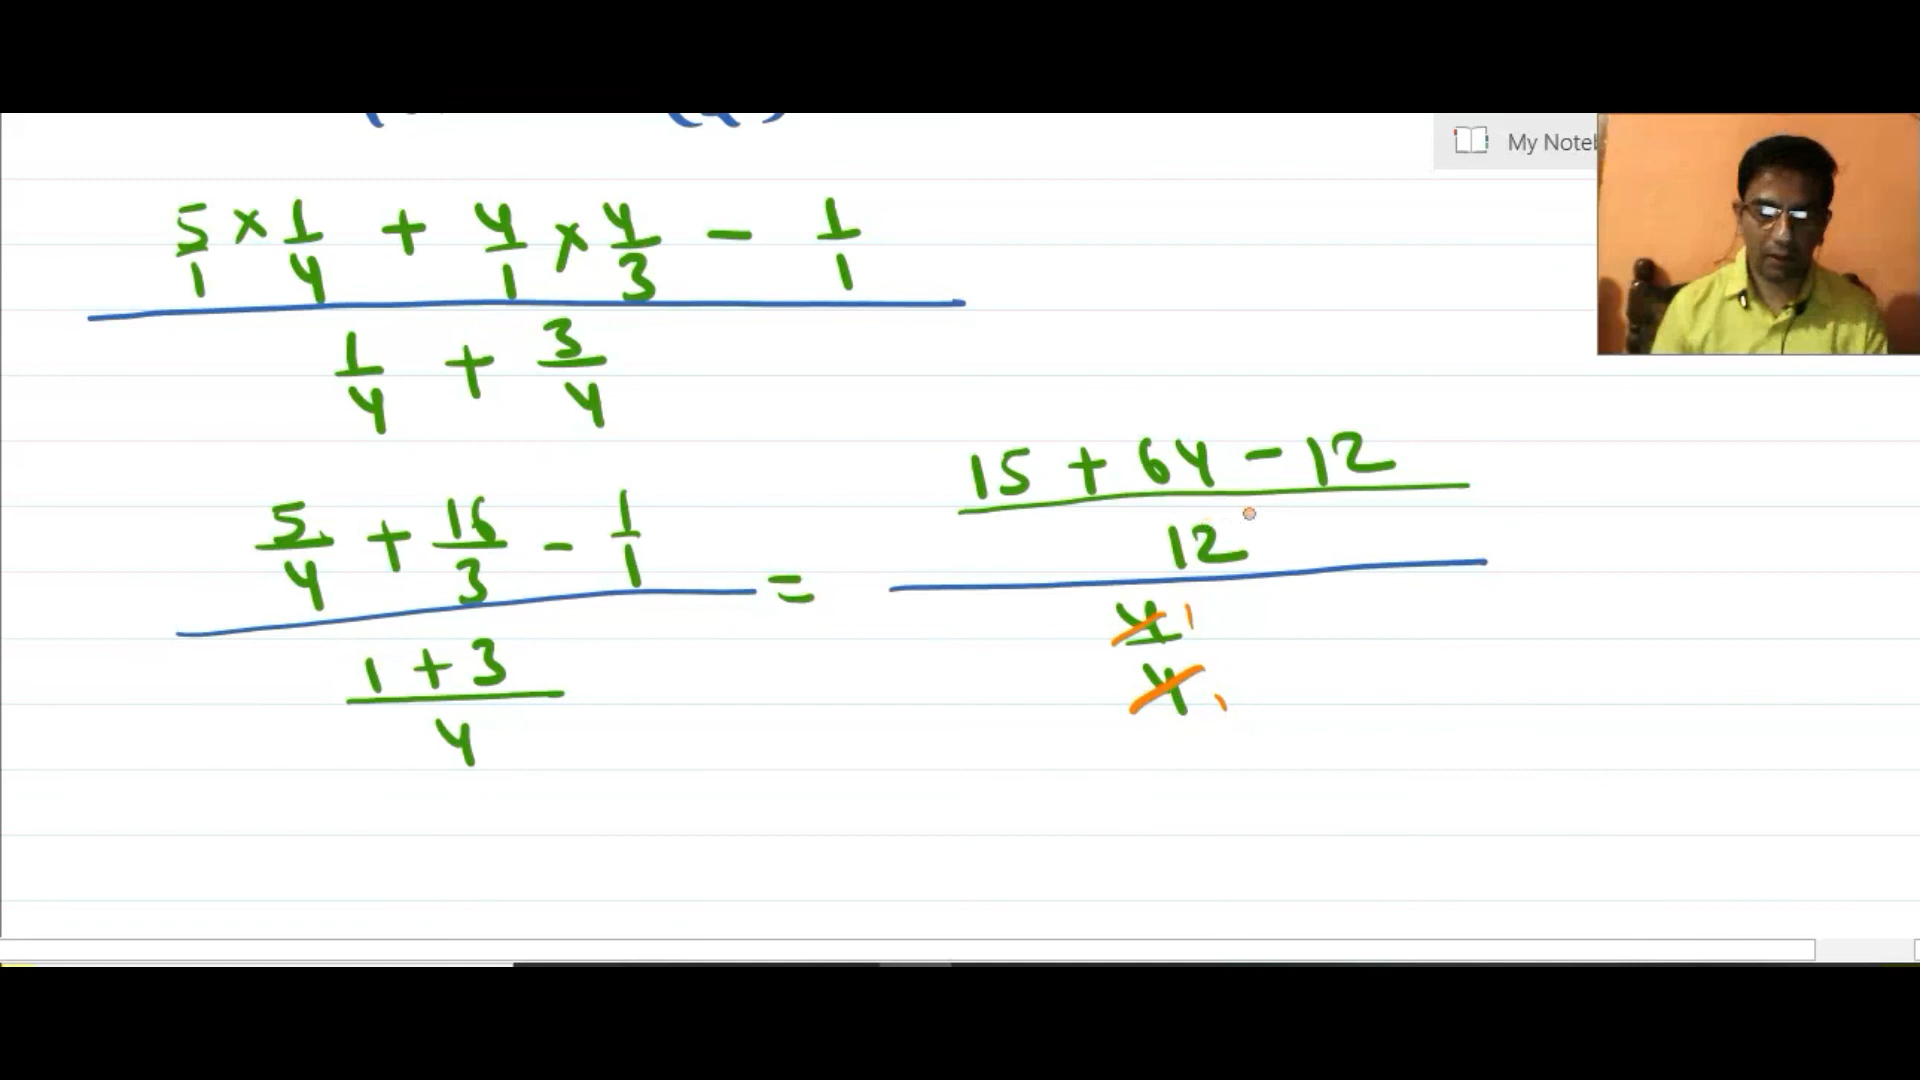 My Noteb
5/1 × 1/4 + 4/1 × 4/3 − 1/1
1/4 + 3/4
5/4 + 16/3 − 1/1
1 + 3
4
=
15 + 64 − 12
12
4 1
4 1